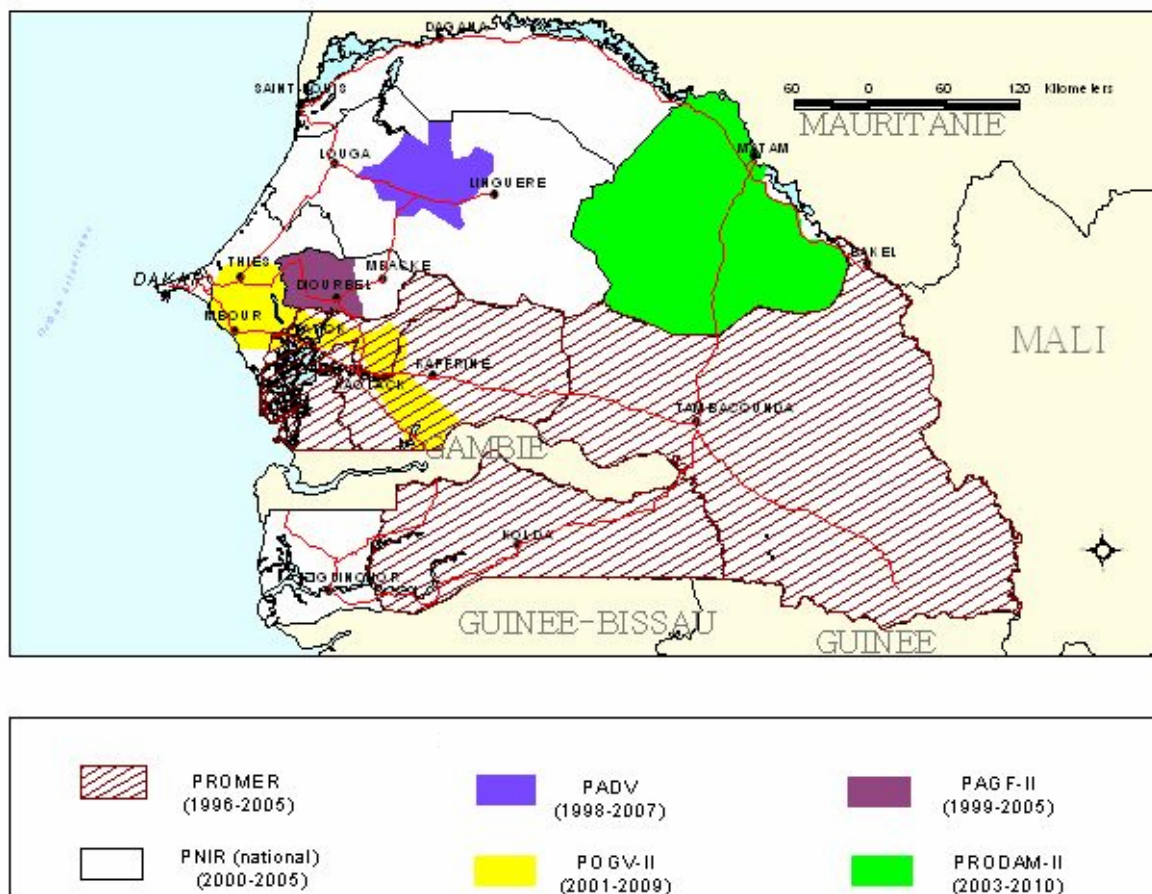 DAGANA
SAINT-LOUIS
60 0 60 120 Kilometers
MAURITANIE
LOUGA
MATAM
LINGUERE
BAKEL
THIES
MBACKE
DAKAR
DIOURBEL
MBOUR
MALI
KAFFRINE
KAOLACK
TAMBACOUNDA
GAMBIE
KOLDA
GUINEE-BISSAU
GUINEE
PROMER
(1996-2005)
PADV
(1998-2007)
PAGF-II
(1999-2005)
PNIR (national)
(2000-2005)
POGV-II
(2001-2009)
PRODAM-II
(2003-2010)